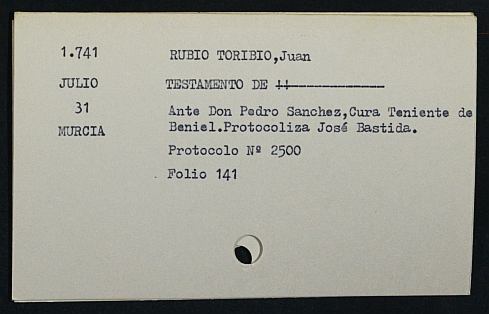 1.741 RUBIO TORIBIO,Juan
JULIO TESTAMENTO DE
31 Ante Don Pedro Sanchez,Cura Teniente de
MURCIA Beniel.Protocoliza José Bastida.
Protocolo Nº 2500
Folio 141